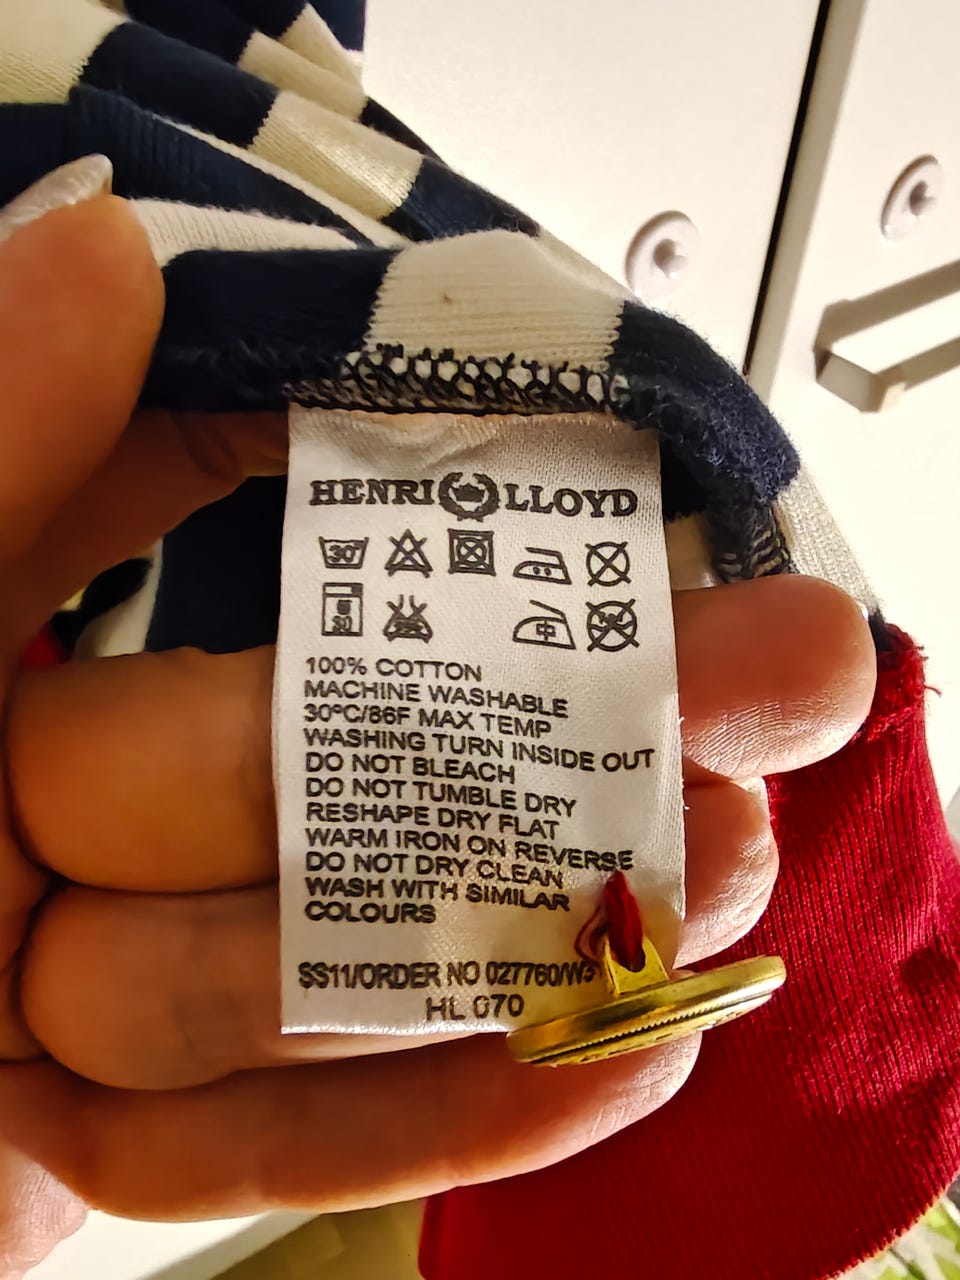 HENRI LLOYD
30°
30
100% COTTON
MACHINE WASHABLE
30ºC/86F MAX TEMP
WASHING TURN INSIDE OUT
DO NOT BLEACH
DO NOT TUMBLE DRY
RESHAPE DRY FLAT
WARM IRON ON REVERSE
DO NOT DRY CLEAN
WASH WITH SIMILAR
COLOURS
SS11/ORDER NO 027760/W
HL 070